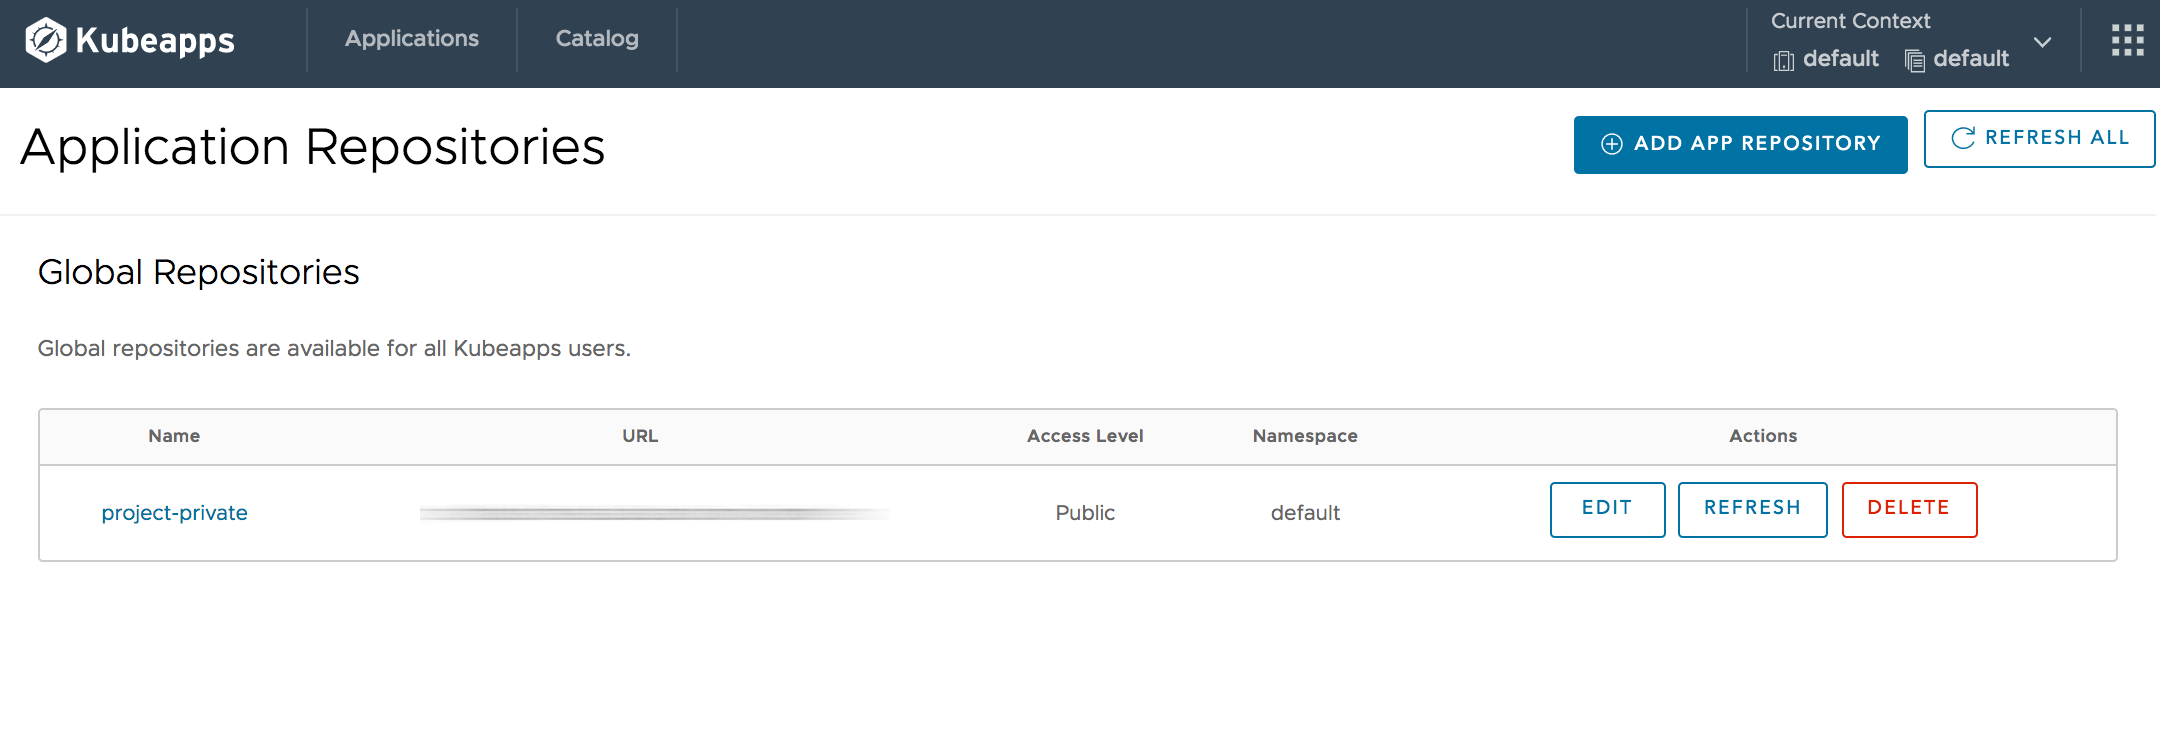 Kubeapps
Applications
Catalog
Current Context
default default
Application Repositories
ADD APP REPOSITORY
REFRESH ALL
Global Repositories
Global repositories are available for all Kubeapps users.
Name URL Access Level Namespace Actions
project-private Public default EDIT REFRESH DELETE